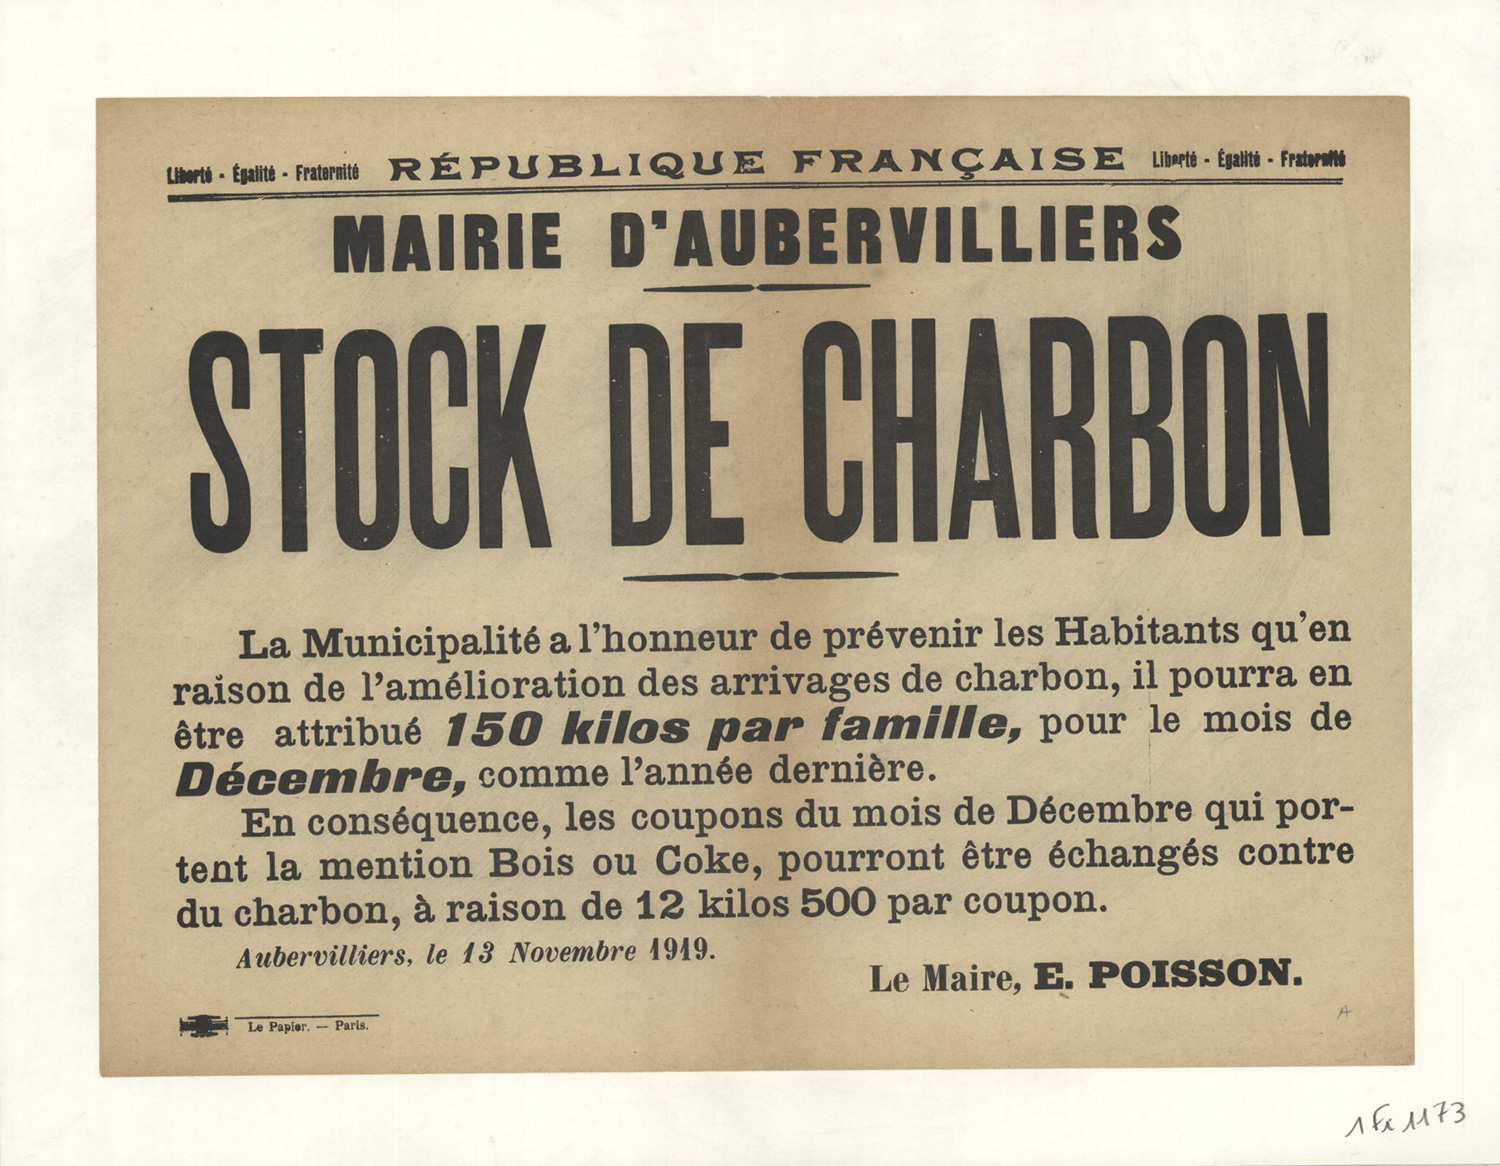 Liberté - Égalité - Fraternité RÉPUBLIQUE FRANÇAISE Liberté - Égalité - Fraternité
MAIRIE D'AUBERVILLIERS
STOCK DE CHARBON
La Municipalité a l'honneur de prévenir les Habitants qu'en
raison de l'amélioration des arrivages de charbon, il pourra en
être attribué 150 kilos par famille, pour le mois de
Décembre, comme l'année dernière.
En conséquence, les coupons du mois de Décembre qui por-
tent la mention Bois ou Coke, pourront être échangés contre
du charbon, à raison de 12 kilos 500 par coupon.
Aubervilliers, le 13 Novembre 1919.
Le Maire, E. POISSON.
A
Le Papier. — Paris.
1 Fi 1173